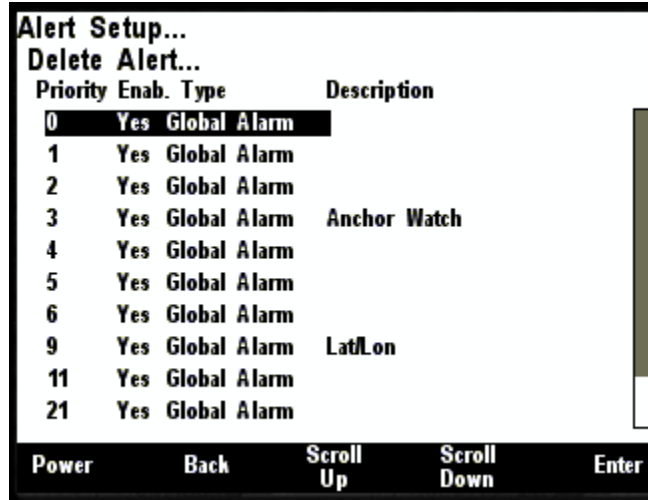 Alert Setup...
Delete Alert...
Priority Enab. Type Description
0 Yes Global Alarm
1 Yes Global Alarm
2 Yes Global Alarm
3 Yes Global Alarm Anchor Watch
4 Yes Global Alarm
5 Yes Global Alarm
6 Yes Global Alarm
9 Yes Global Alarm Lat/Lon
11 Yes Global Alarm
21 Yes Global Alarm
Power Back Scroll Up Scroll Down Enter